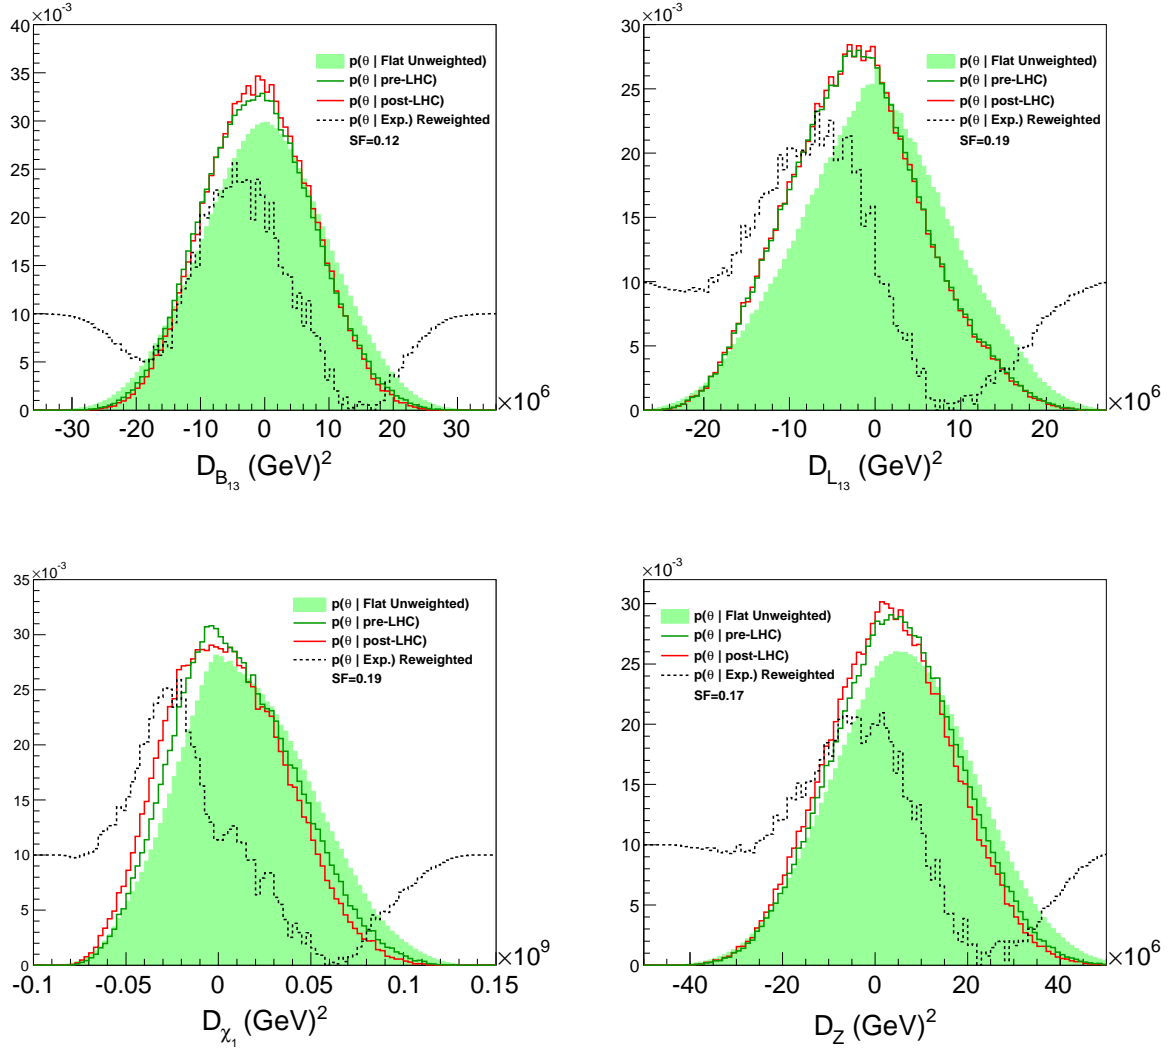 ×10⁻³
40
35
30
25
20
15
10
5
0
p(θ | Flat Unweighted)
p(θ | pre-LHC)
p(θ | post-LHC)
p(θ | Exp.) Reweighted
SF=0.12
-30 -20 -10 0 10 20 30
×10⁶
D_B₁₃ (GeV)²
×10⁻³
30
25
20
15
10
5
0
p(θ | Flat Unweighted)
p(θ | pre-LHC)
p(θ | post-LHC)
p(θ | Exp.) Reweighted
SF=0.19
-20 -10 0 10 20
×10⁶
D_L₁₃ (GeV)²
×10⁻³
35
30
25
20
15
10
5
0
p(θ | Flat Unweighted)
p(θ | pre-LHC)
p(θ | post-LHC)
p(θ | Exp.) Reweighted
SF=0.19
-0.1 -0.05 0 0.05 0.1 0.15
×10⁹
D_χ₁ (GeV)²
×10⁻³
30
25
20
15
10
5
0
p(θ | Flat Unweighted)
p(θ | pre-LHC)
p(θ | post-LHC)
p(θ | Exp.) Reweighted
SF=0.17
-40 -20 0 20 40
×10⁶
D_Z (GeV)²